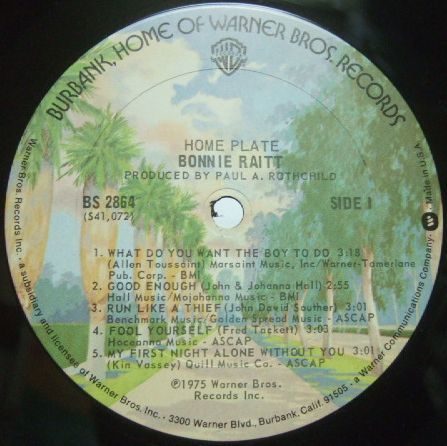 BURBANK, HOME OF WARNER BROS. RECORDS
HOME PLATE
BONNIE RAITT
PRODUCED BY PAUL A. ROTHCHILD
BS 2864
(S41,072)
SIDE 1
1. WHAT DO YOU WANT THE BOY TO DO 3:18
(Allen Toussaint) Marsaint Music, Inc/Warner-Tamerlane
Pub. Corp. - BMI
2. GOOD ENOUGH (John & Johanna Hall) 2:55
Hall Music/Mojohanna Music - BMI
3. RUN LIKE A THIEF (John David Souther) 3:01
Benchmark Music/Golden Spread Music - ASCAP
4. FOOL YOURSELF (Fred Tackett) 3:03
Hoceanna Music - ASCAP
5. MY FIRST NIGHT ALONE WITHOUT YOU 3:01
(Kin Vassey) Quill Music Co. - ASCAP
℗1975 Warner Bros.
Records Inc.
Warner Bros. Records Inc. - a subsidiary and licensee of Warner Bros. Inc. - 3300 Warner Blvd., Burbank, Calif. 91505 - a Warner Communications Company - Made in U.S.A.